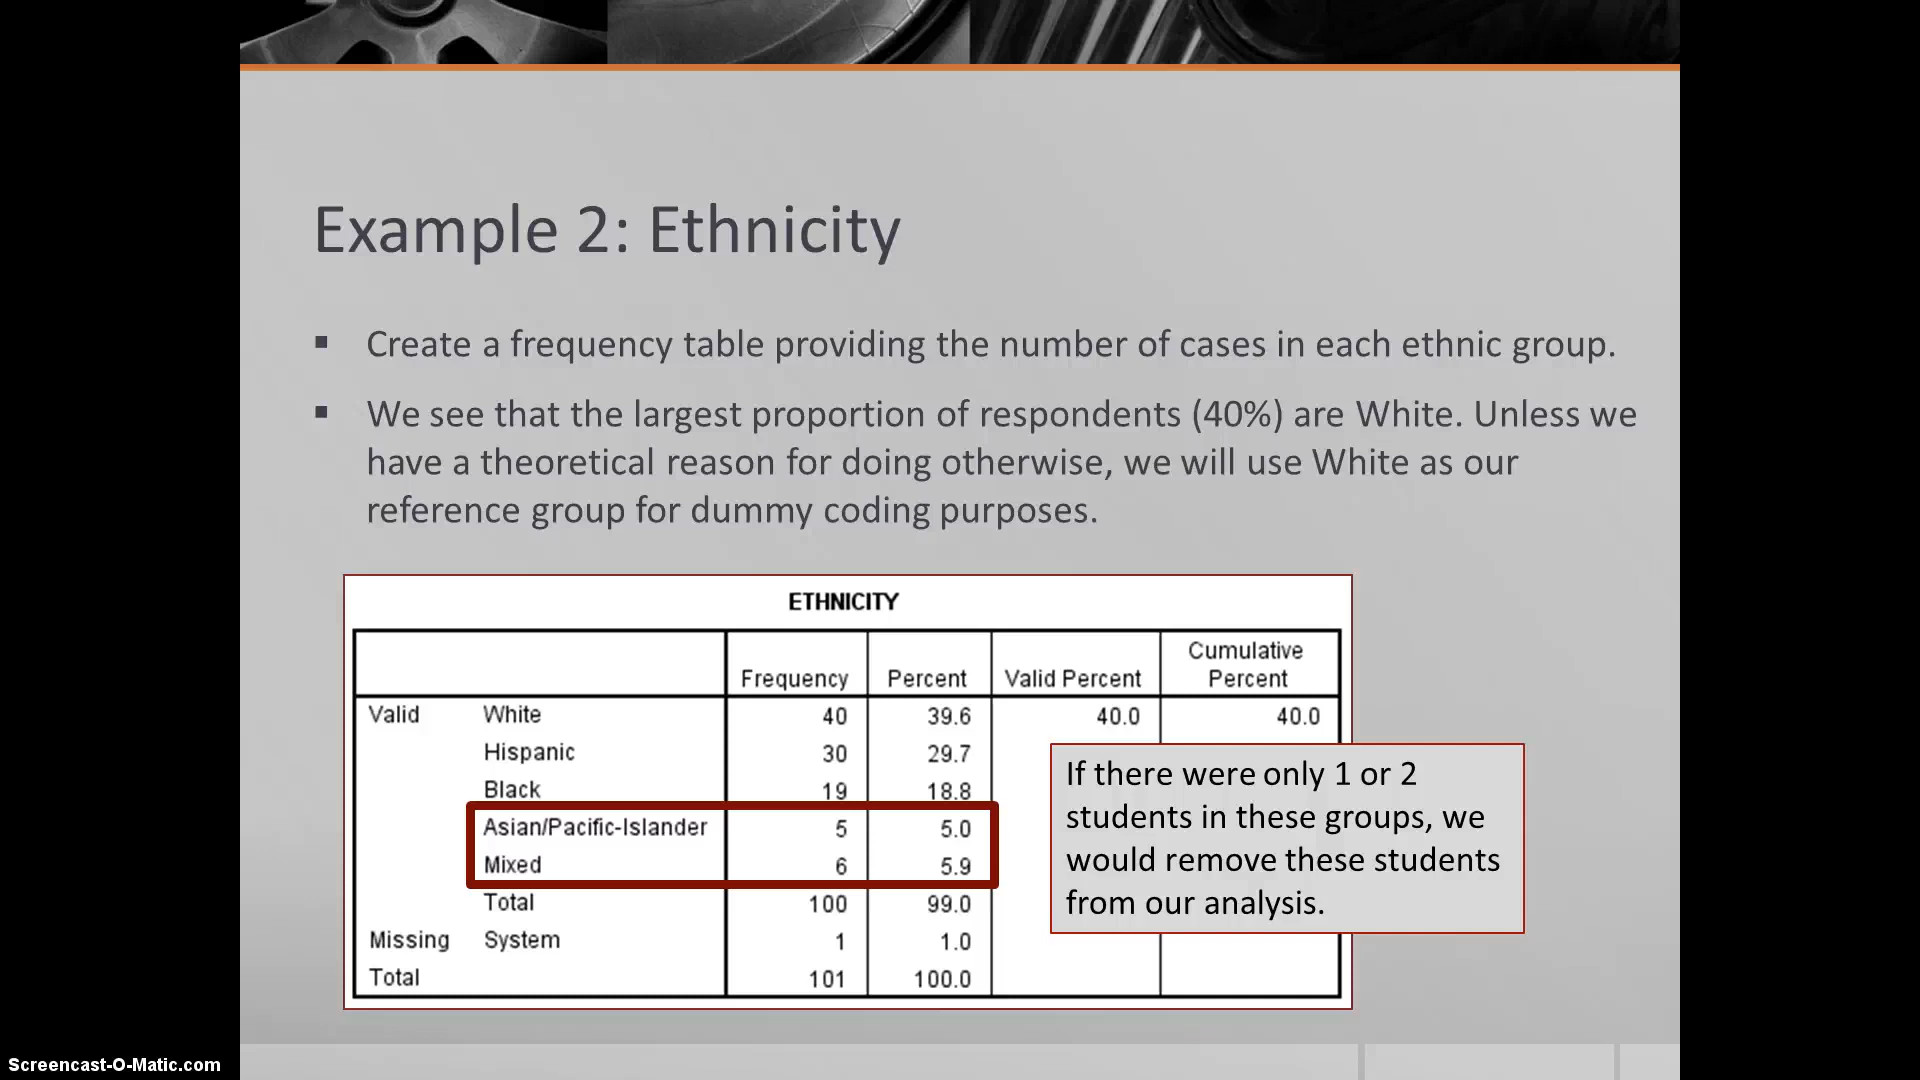 Example 2: Ethnicity
▪ Create a frequency table providing the number of cases in each ethnic group.
▪ We see that the largest proportion of respondents (40%) are White. Unless we
have a theoretical reason for doing otherwise, we will use White as our
reference group for dummy coding purposes.
ETHNICITY
Frequency Percent Valid Percent Cumulative Percent
Valid White 40 39.6 40.0 40.0
Hispanic 30 29.7
Black 19 18.8
Asian/Pacific-Islander 5 5.0
Mixed 6 5.9
Total 100 99.0
Missing System 1 1.0
Total 101 100.0
If there were only 1 or 2
students in these groups, we
would remove these students
from our analysis.
Screencast-O-Matic.com